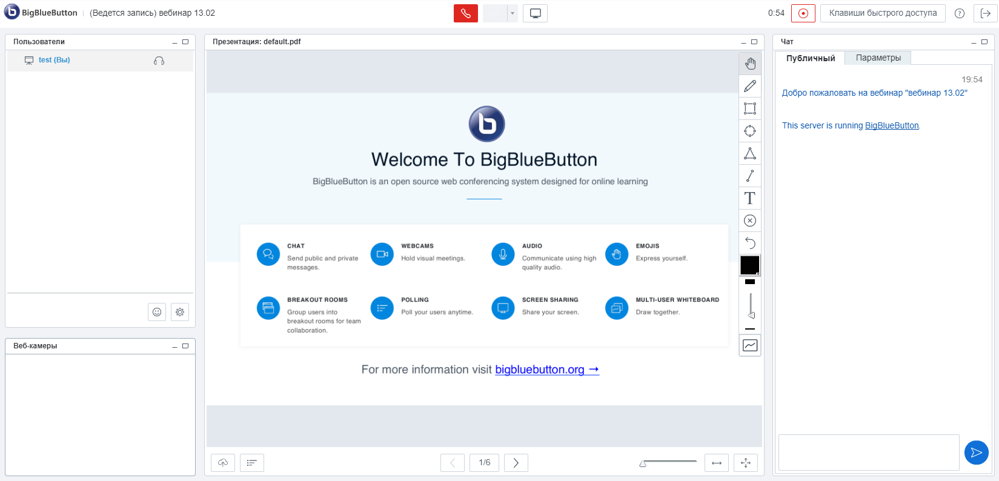 BigBlueButton
(Ведется запись) вебинар 13.02
0:54
Клавиши быстрого доступа
Пользователи
test (Вы)
Веб-камеры
Презентация: default.pdf
Welcome To BigBlueButton
BigBlueButton is an open source web conferencing system designed for online learning
CHAT
Send public and private
messages.
WEBCAMS
Hold visual meetings.
AUDIO
Communicate using high
quality audio.
EMOJIS
Express yourself.
BREAKOUT ROOMS
Group users into
breakout rooms for team
collaboration.
POLLING
Poll your users anytime.
SCREEN SHARING
Share your screen.
MULTI-USER WHITEBOARD
Draw together.
For more information visit bigbluebutton.org →
T
1/6
Чат
Публичный
Параметры
19:54
Добро пожаловать на вебинар "вебинар 13.02"
This server is running BigBlueButton.